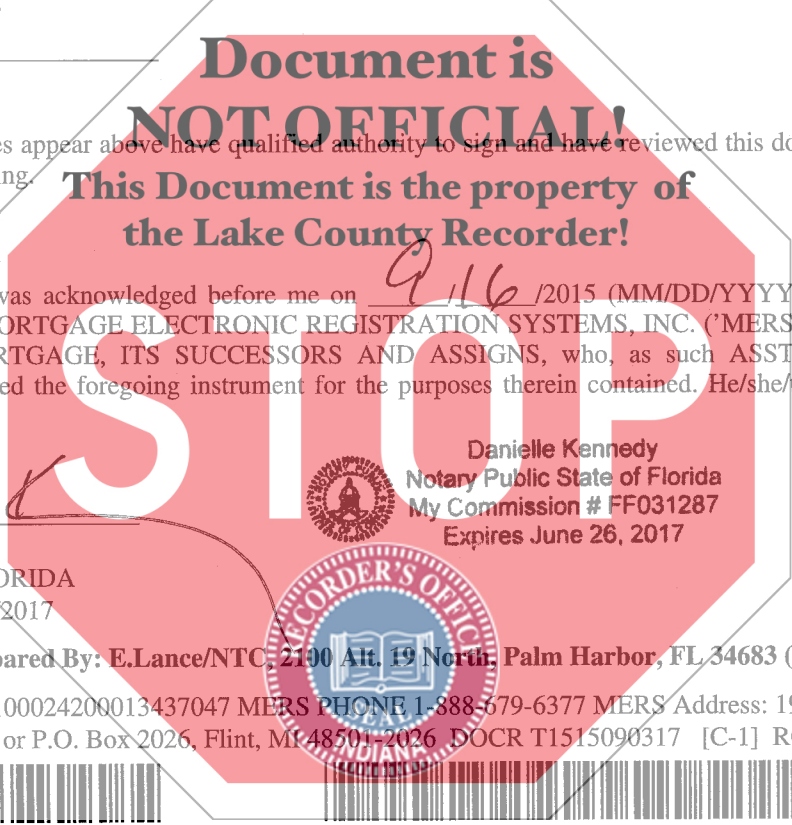 Document is
NOT OFFICIAL!
es appear above have qualified authority to sign and have reviewed this do
ing.
This Document is the property of
the Lake County Recorder!
was acknowledged before me on 9/16/2015 (MM/DD/YYYY
ORTGAGE ELECTRONIC REGISTRATION SYSTEMS, INC. ('MERS
RTGAGE, ITS SUCCESSORS AND ASSIGNS, who, as such ASST
ed the foregoing instrument for the purposes therein contained. He/she/
STOP
Danielle Kennedy
Notary Public State of Florida
My Commission # FF031287
Expires June 26, 2017
ORIDA
/2017
RECORDER'S OFFICE
SEAL
INDIANA
pared By: E.Lance/NTC, 2100 Alt. 19 North, Palm Harbor, FL 34683 (
00024200013437047 MERS PHONE 1-888-679-6377 MERS Address: 19
or P.O. Box 2026, Flint, MI 48501-2026 DOCR T1515090317 [C-1] R